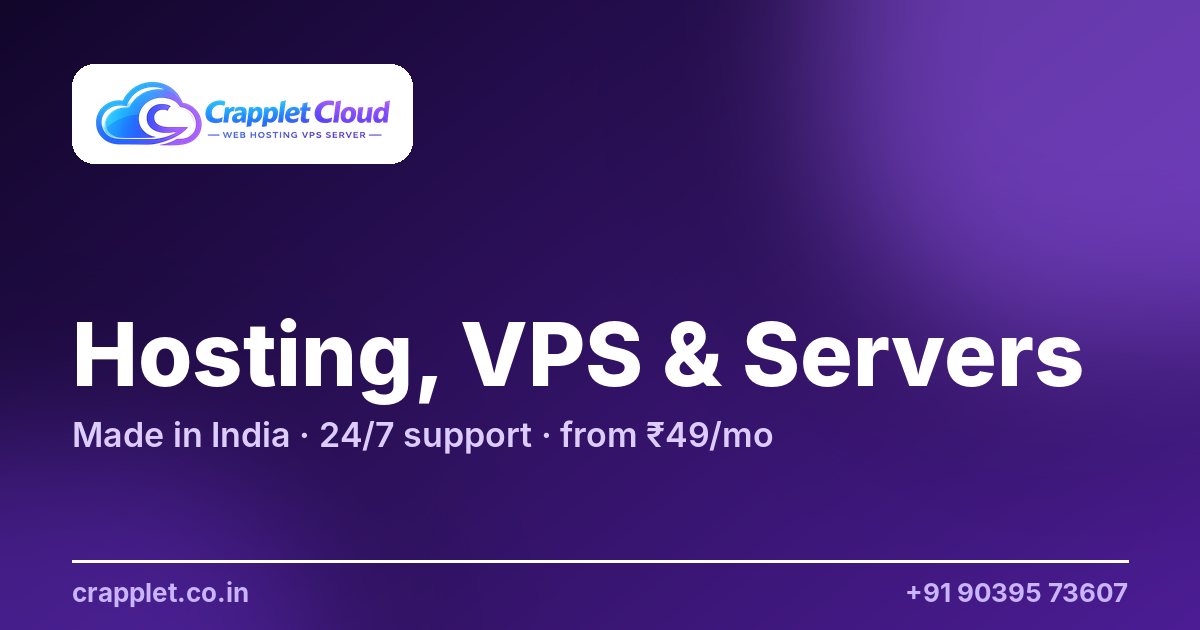 Crapplet Cloud
WEB HOSTING VPS SERVER
Hosting, VPS & Servers
Made in India · 24/7 support · from ₹49/mo
crapplet.co.in
+91 90395 73607